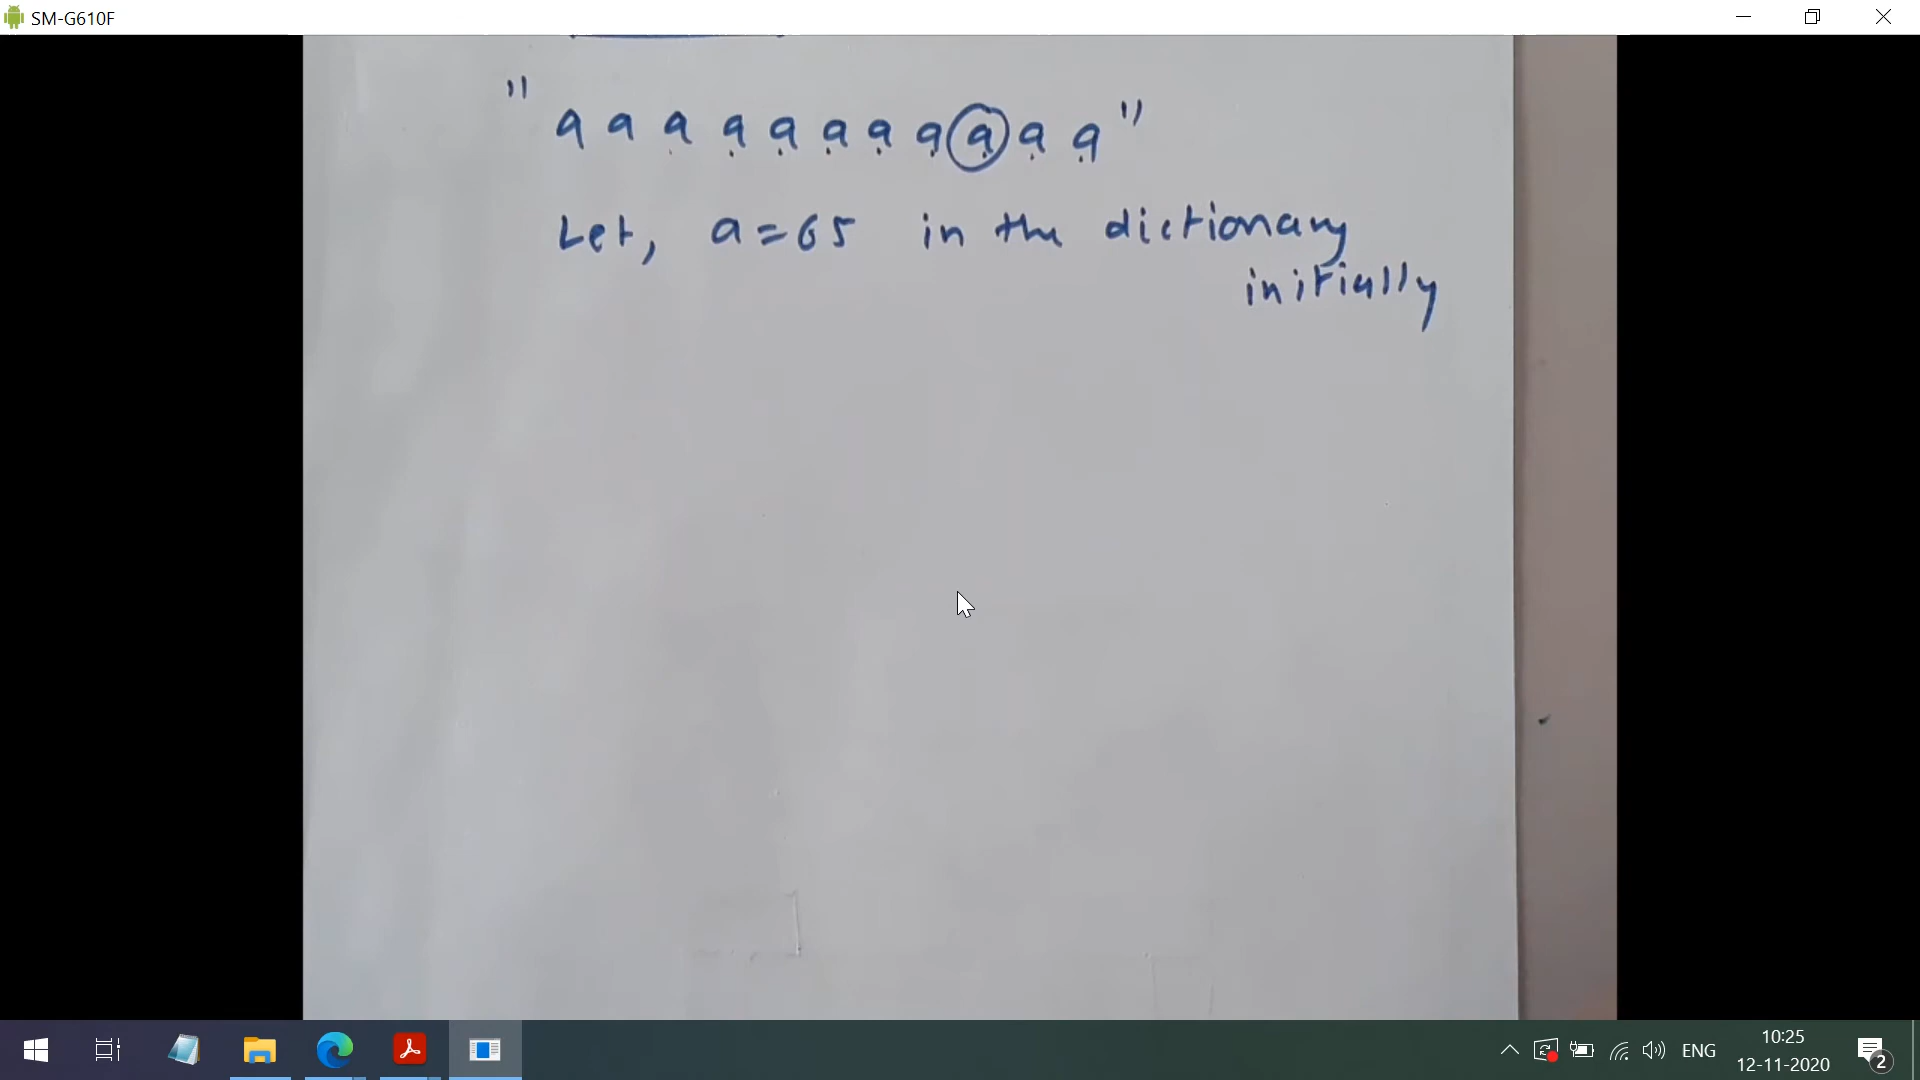 SM-G610F
"a a a a a a a a a a a"
Let, a=65 in the dictionary
initially
ENG
10:25
12-11-2020
2